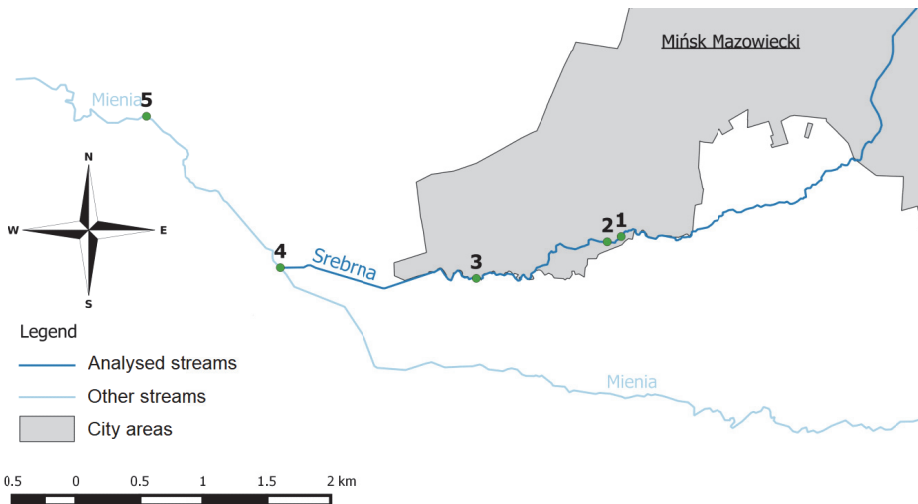 Mińsk Mazowiecki
Mienia
5
N
W E
S
2 1
4
Srebrna
3
Legend
Analysed streams
Other streams
City areas
Mienia
0.5 0 0.5 1 1.5 2 km